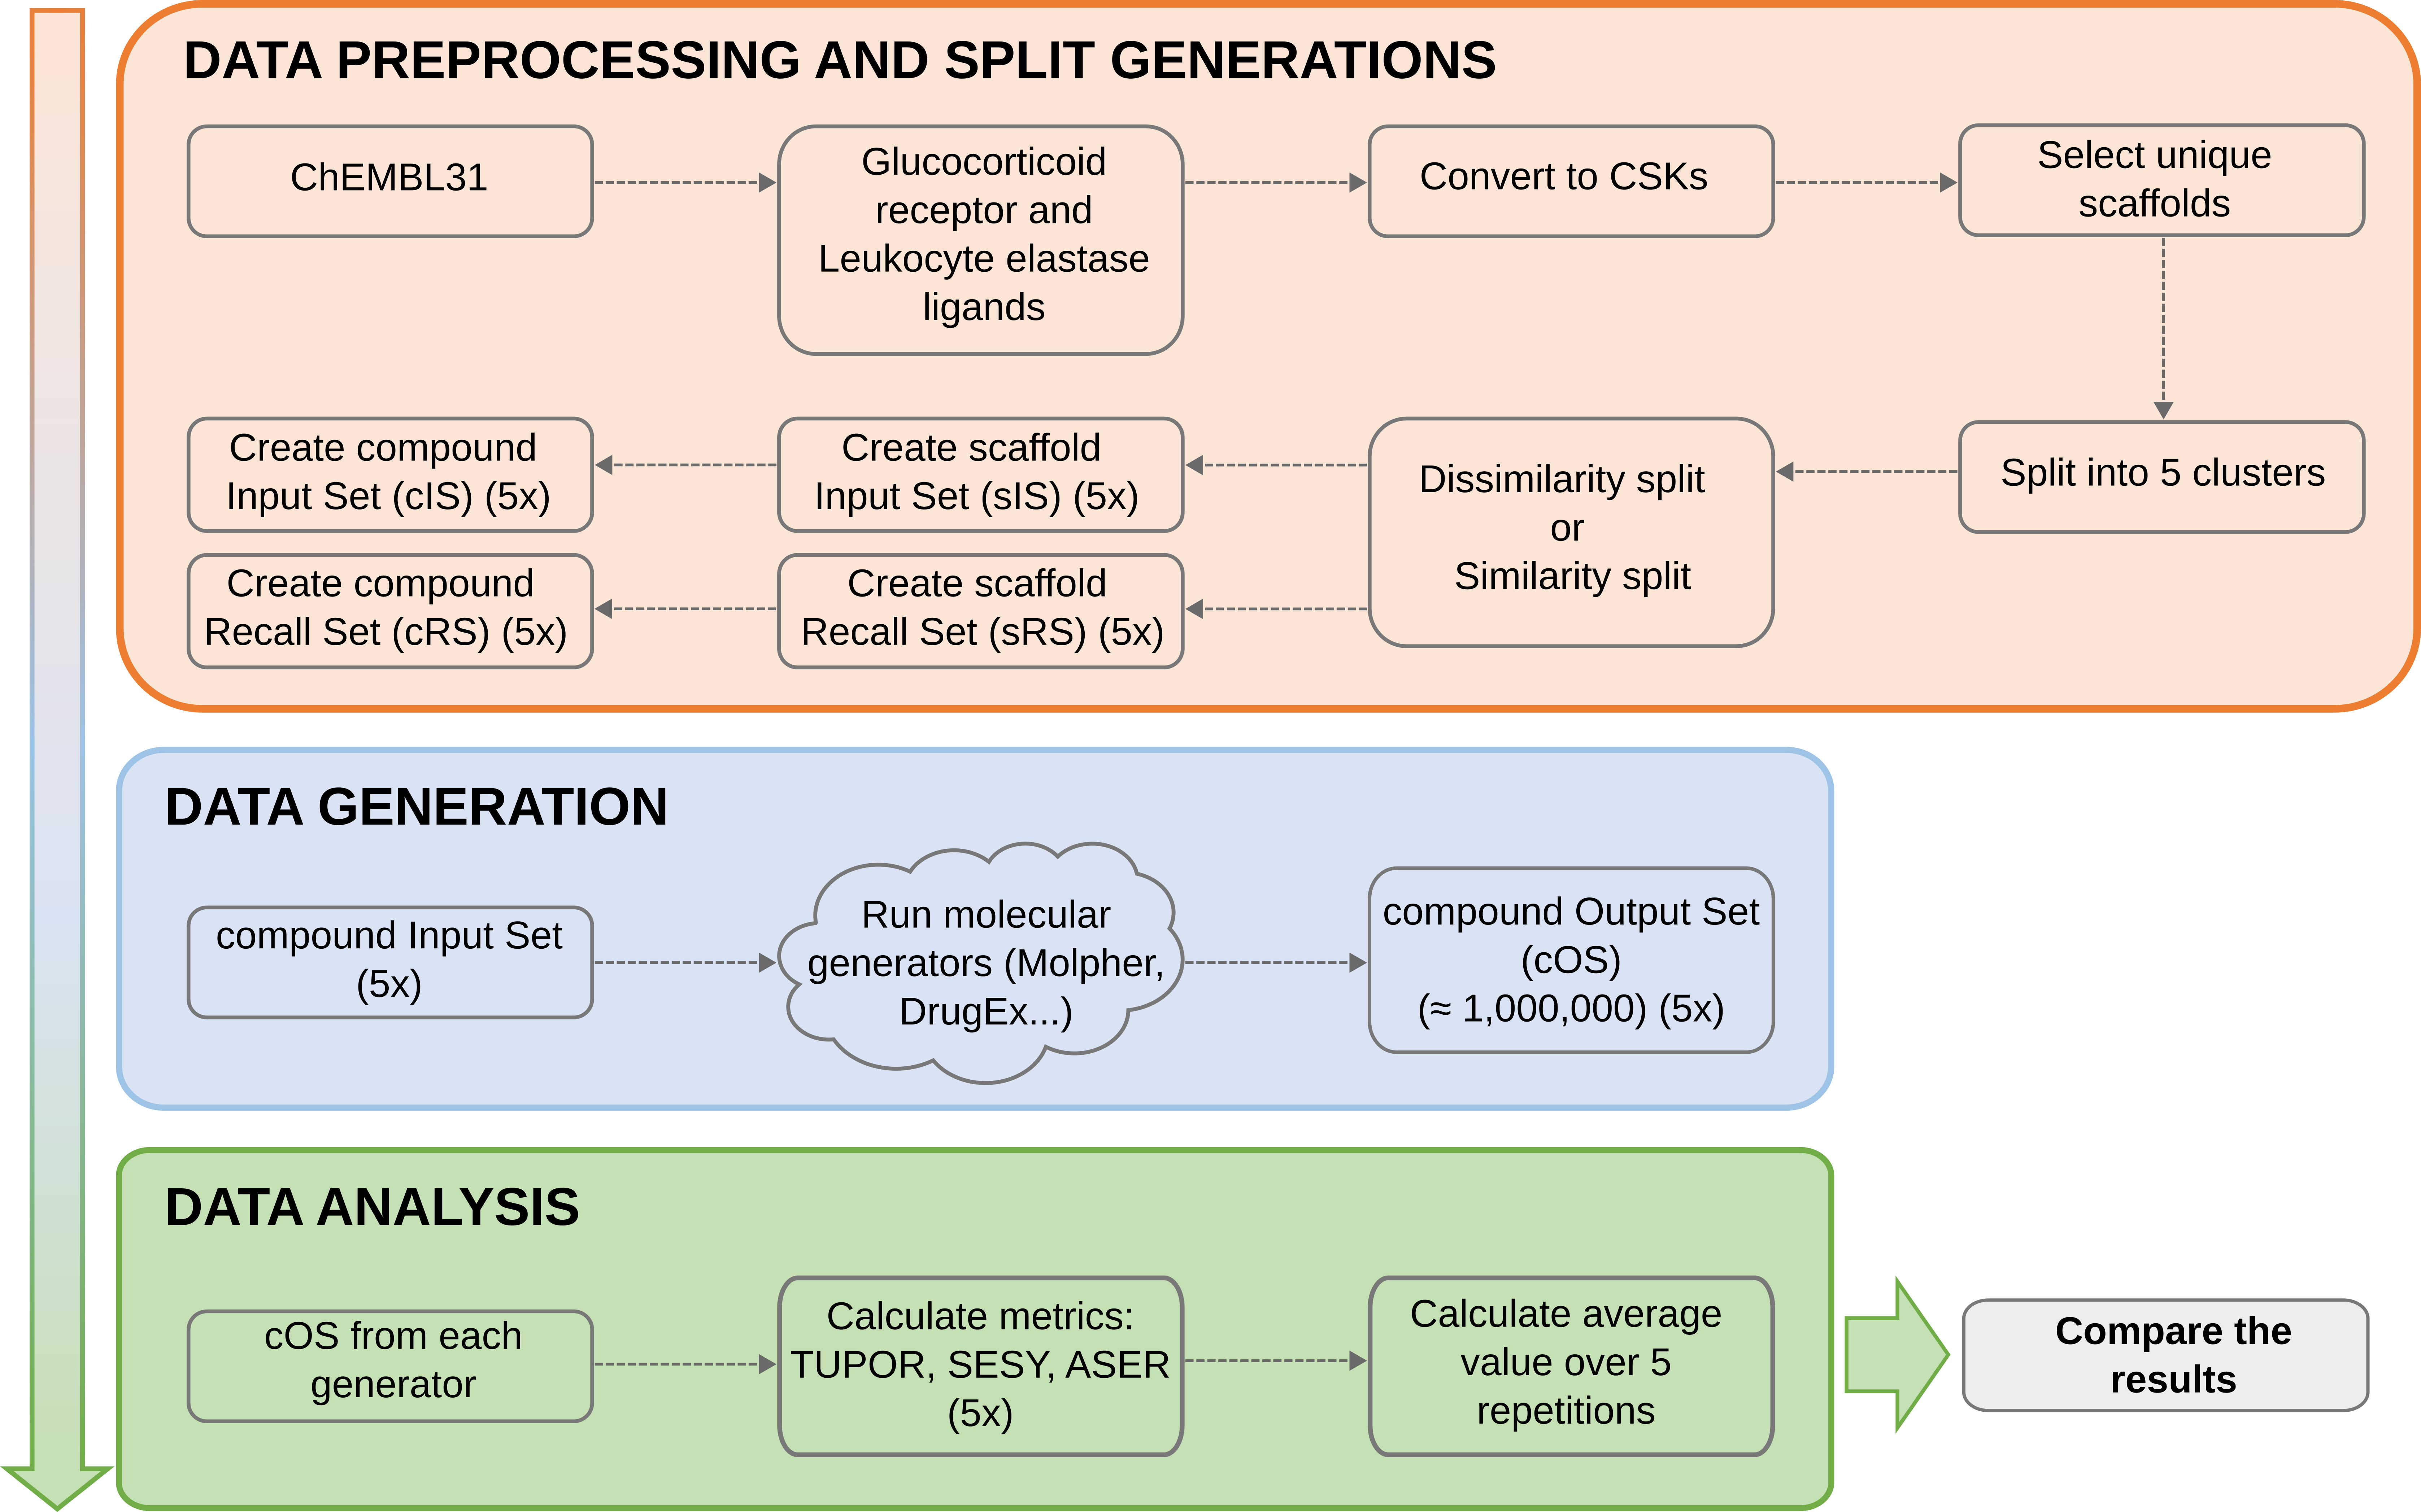 DATA PREPROCESSING AND SPLIT GENERATIONS
ChEMBL31
Glucocorticoid
receptor and
Leukocyte elastase
ligands
Convert to CSKs
Select unique
scaffolds
Split into 5 clusters
Dissimilarity split
or
Similarity split
Create scaffold
Input Set (sIS) (5x)
Create compound
Input Set (cIS) (5x)
Create scaffold
Recall Set (sRS) (5x)
Create compound
Recall Set (cRS) (5x)
DATA GENERATION
compound Input Set
(5x)
Run molecular
generators (Molpher,
DrugEx...)
compound Output Set
(cOS)
(≈ 1,000,000) (5x)
DATA ANALYSIS
cOS from each
generator
Calculate metrics:
TUPOR, SESY, ASER
(5x)
Calculate average
value over 5
repetitions
Compare the
results